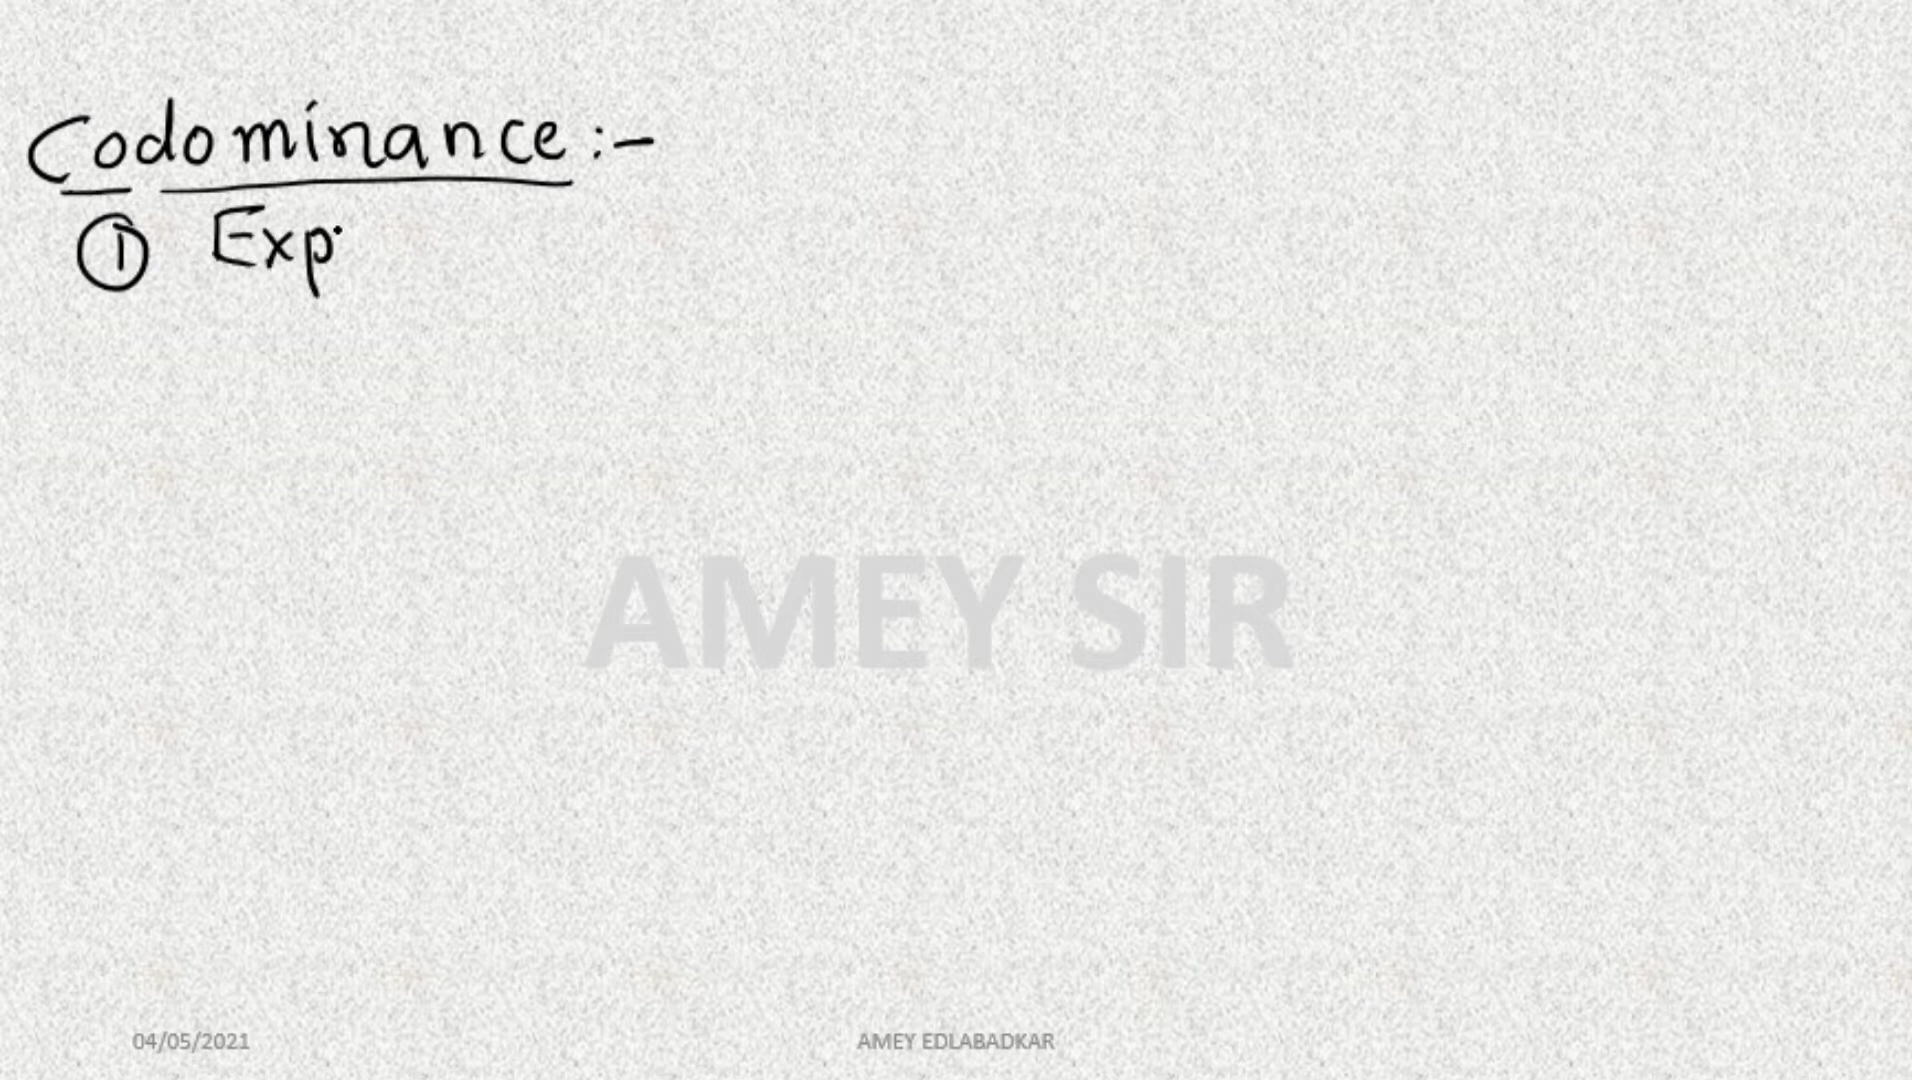 Codominance :-
① Exp
AMEY SIR
04/05/2021
AMEY EDLABADKAR